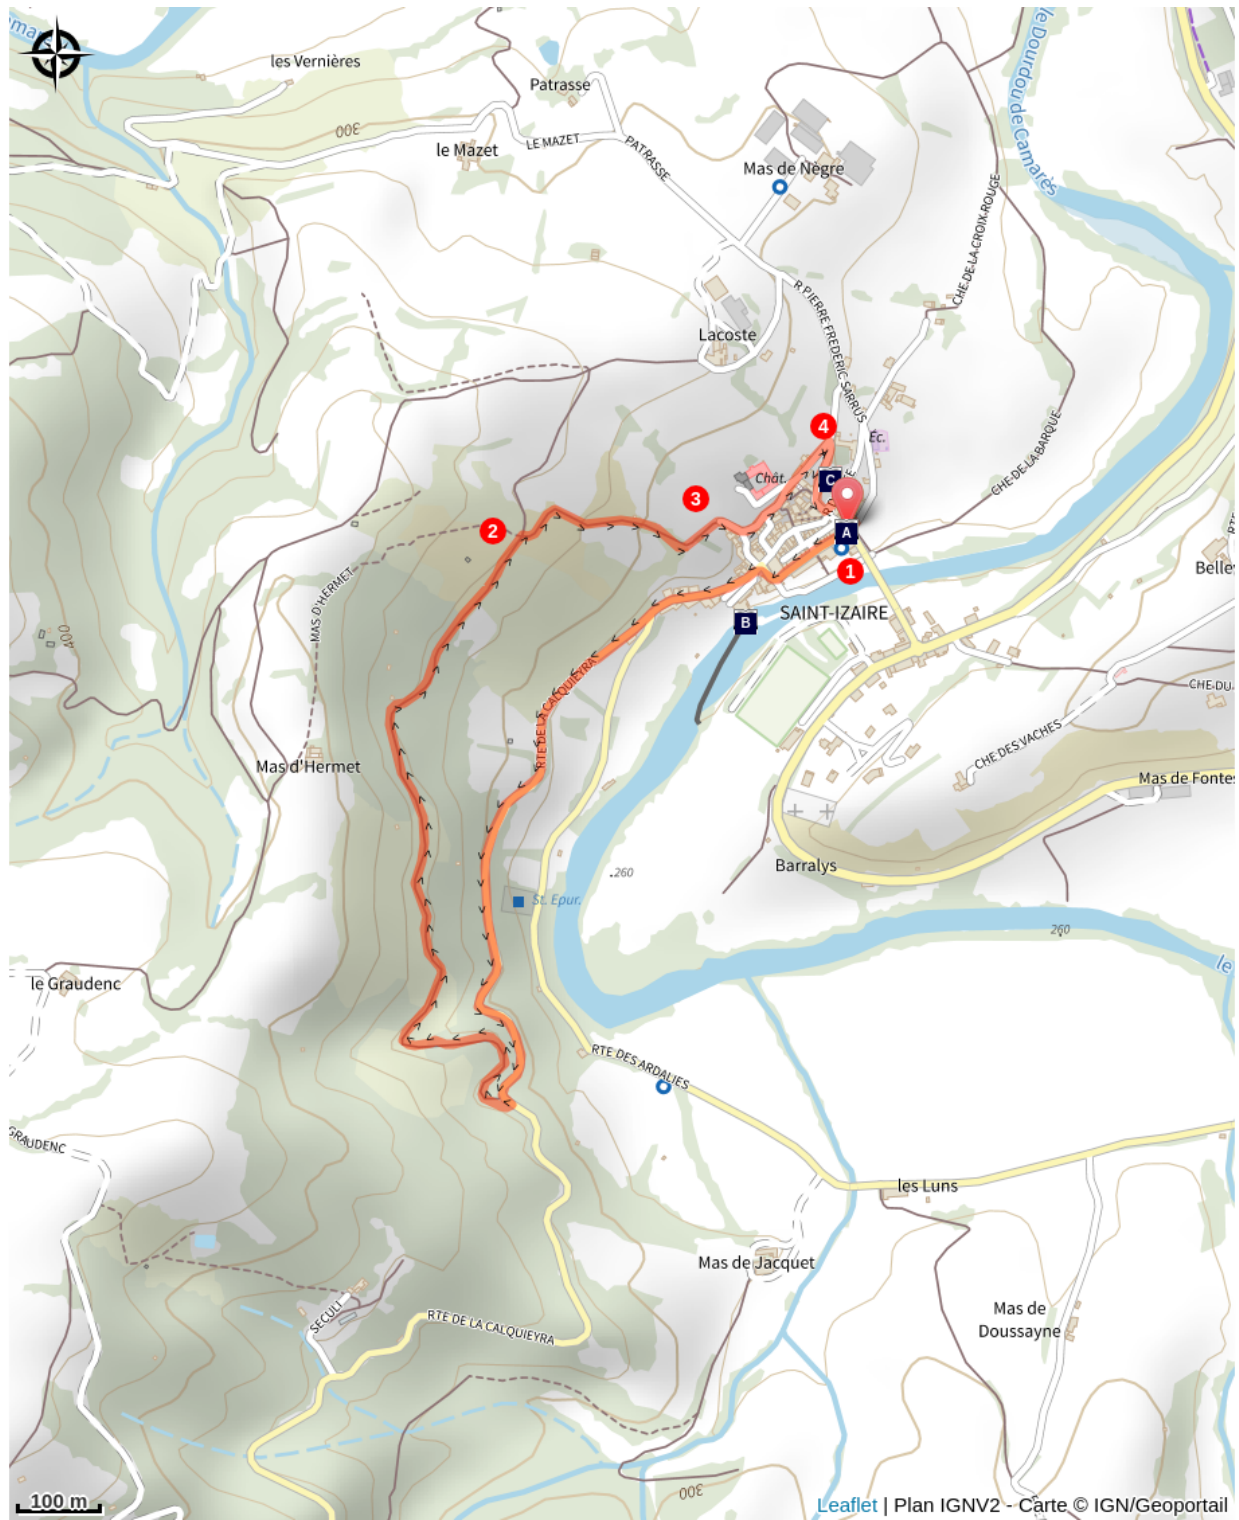 les Vernières
Patrasse
le Dourdou de Camarès
300
le Mazet
LE MAZET
PATRASSE
Mas de Nègre
CHE DE LA CROIX ROUGE
R PIERRE FREDERIC SARRUS
Lacoste
4
Éc.
Chât.
C
CHE DE LA BARQUE
3
2
A
1
MAS D'HERMET
SAINT-IZAIRE
B
400
RTE DE LA CALQUIEYRA
CHE DU
CHE DES VACHES
Mas d'Hermet
Mas de Fontes
Barralys
260
St. Epur.
260
le
le Graudenc
RTE DES ARDALIES
GRAUDENC
les Luns
Mas de Jacquet
SECULI
RTE DE LA CALQUIEYRA
Mas de
Doussayne
300
100 m
Leaflet | Plan IGNV2 - Carte © IGN/Geoportail